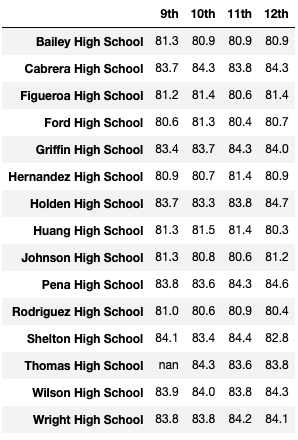 9th 10th 11th 12th
Bailey High School 81.3 80.9 80.9 80.9
Cabrera High School 83.7 84.3 83.8 84.3
Figueroa High School 81.2 81.4 80.6 81.4
Ford High School 80.6 81.3 80.4 80.7
Griffin High School 83.4 83.7 84.3 84.0
Hernandez High School 80.9 80.7 81.4 80.9
Holden High School 83.7 83.3 83.8 84.7
Huang High School 81.3 81.5 81.4 80.3
Johnson High School 81.3 80.8 80.6 81.2
Pena High School 83.8 83.6 84.3 84.6
Rodriguez High School 81.0 80.6 80.9 80.4
Shelton High School 84.1 83.4 84.4 82.8
Thomas High School nan 84.3 83.6 83.8
Wilson High School 83.9 84.0 83.8 84.3
Wright High School 83.8 83.8 84.2 84.1